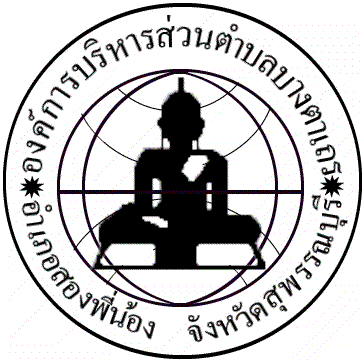 องค์การบริหารส่วนตำบลบางตาเถร
อำเภอสองพี่น้อง จังหวัดสุพรรณบุรี